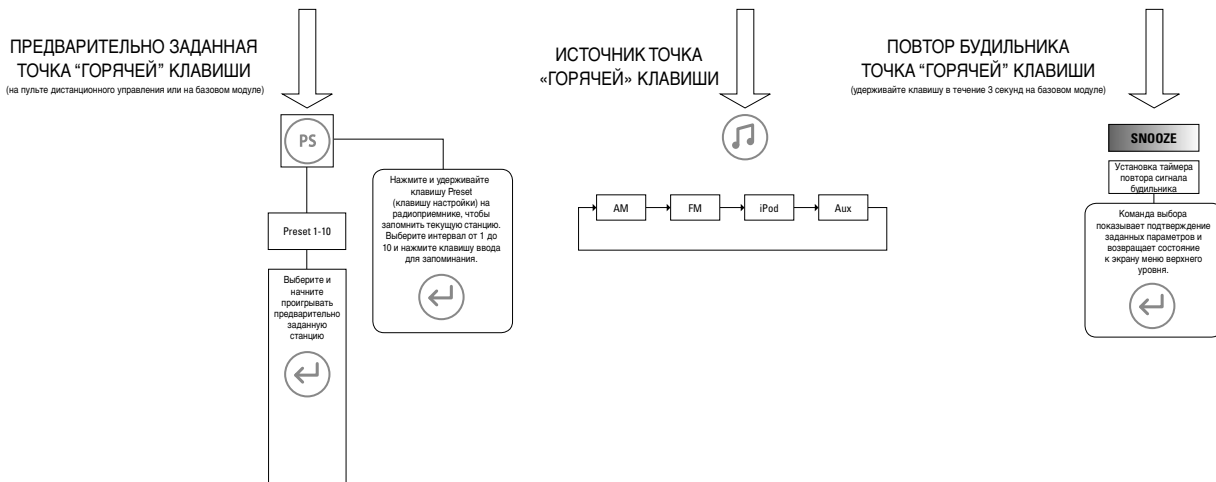 ПРЕДВАРИТЕЛЬНО ЗАДАННАЯ
ТОЧКА “ГОРЯЧЕЙ” КЛАВИШИ
(на пульте дистанционного управления или на базовом модуле)
PS
Preset 1-10
Выберите и
начните
проигрывать
предварительно
заданную
станцию
Нажмите и удерживайте
клавишу Preset
(клавишу настройки) на
радиоприемнике, чтобы
запомнить текущую станцию.
Выберите интервал от 1 до
10 и нажмите клавишу ввода
для запоминания.
ИСТОЧНИК ТОЧКА
«ГОРЯЧЕЙ» КЛАВИШИ
AM
FM
iPod
Aux
ПОВТОР БУДИЛЬНИКА
ТОЧКА “ГОРЯЧЕЙ” КЛАВИШИ
(удерживайте клавишу в течение 3 секунд на базовом модуле)
SNOOZE
Установка таймера
повтора сигнала
будильника
Команда выбора
показывает подтверждение
заданных параметров и
возвращает состояние
к экрану меню верхнего
уровня.